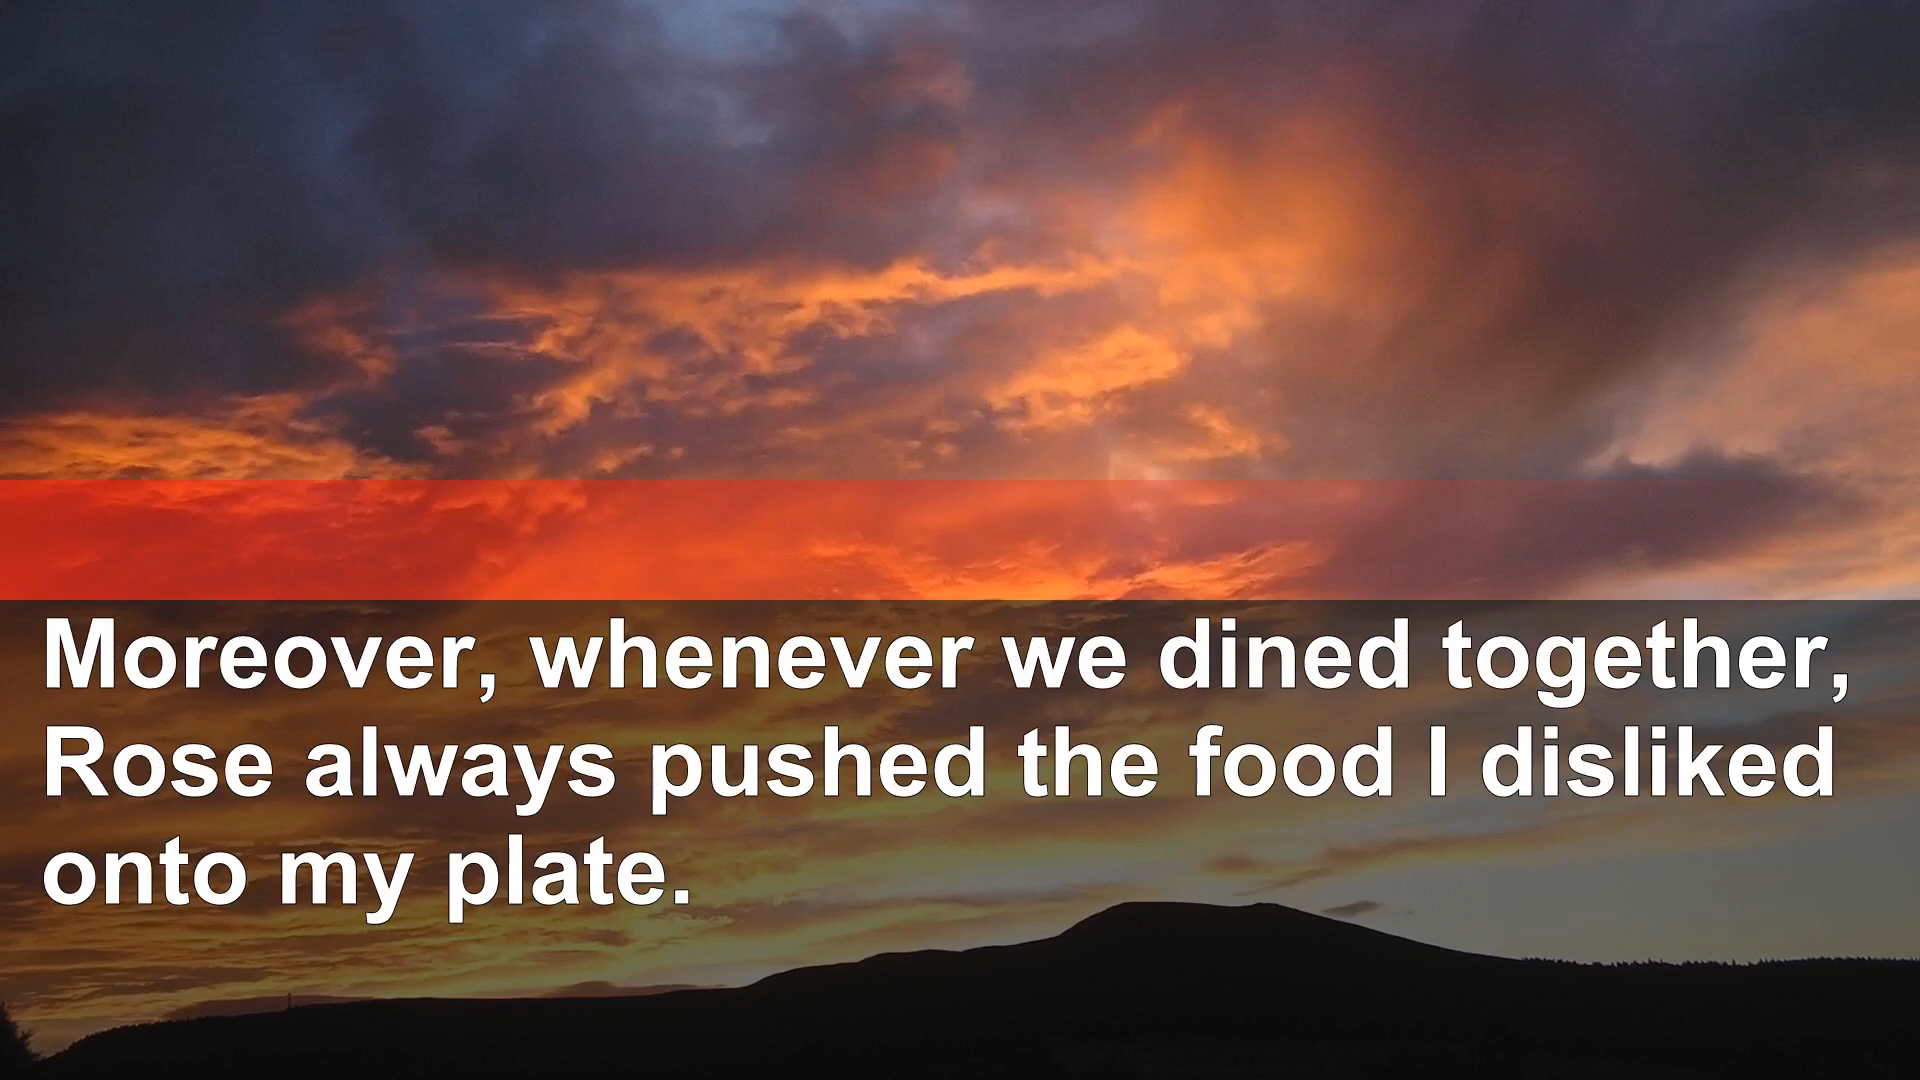 Moreover, whenever we dined together,
Rose always pushed the food I disliked
onto my plate.